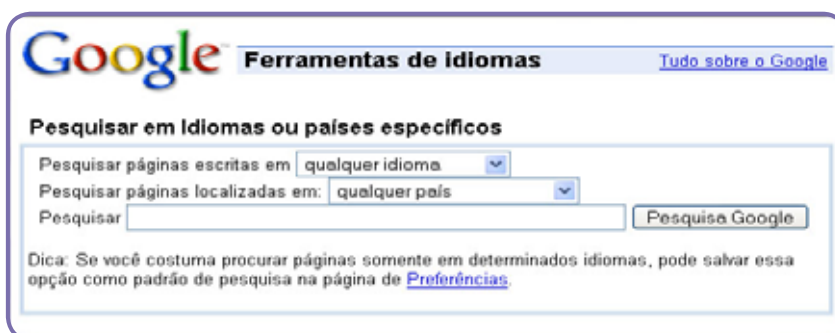 Google™ Ferramentas de idiomas Tudo sobre o Google
Pesquisar em Idiomas ou países específicos
Pesquisar páginas escritas em qualquer idioma
Pesquisar páginas localizadas em: qualquer país
Pesquisar Pesquisa Google
Dica: Se você costuma procurar páginas somente em determinados idiomas, pode salvar essa
opção como padrão de pesquisa na página de Preferências.